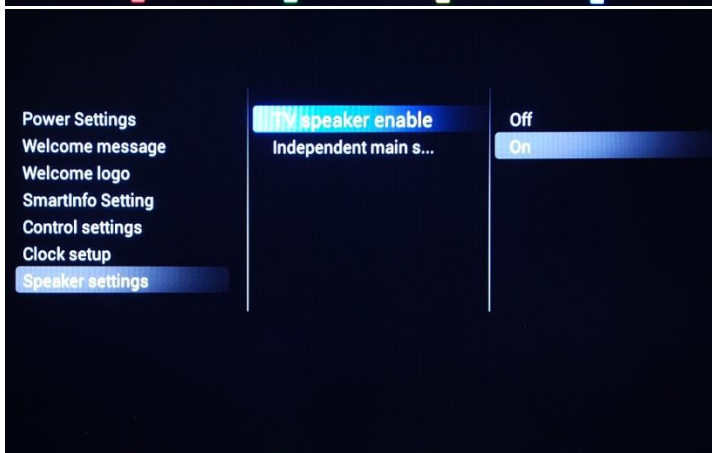 Power Settings
Welcome message
Welcome logo
SmartInfo Setting
Control settings
Clock setup
Speaker settings
TV speaker enable
Independent main s...
Off
On